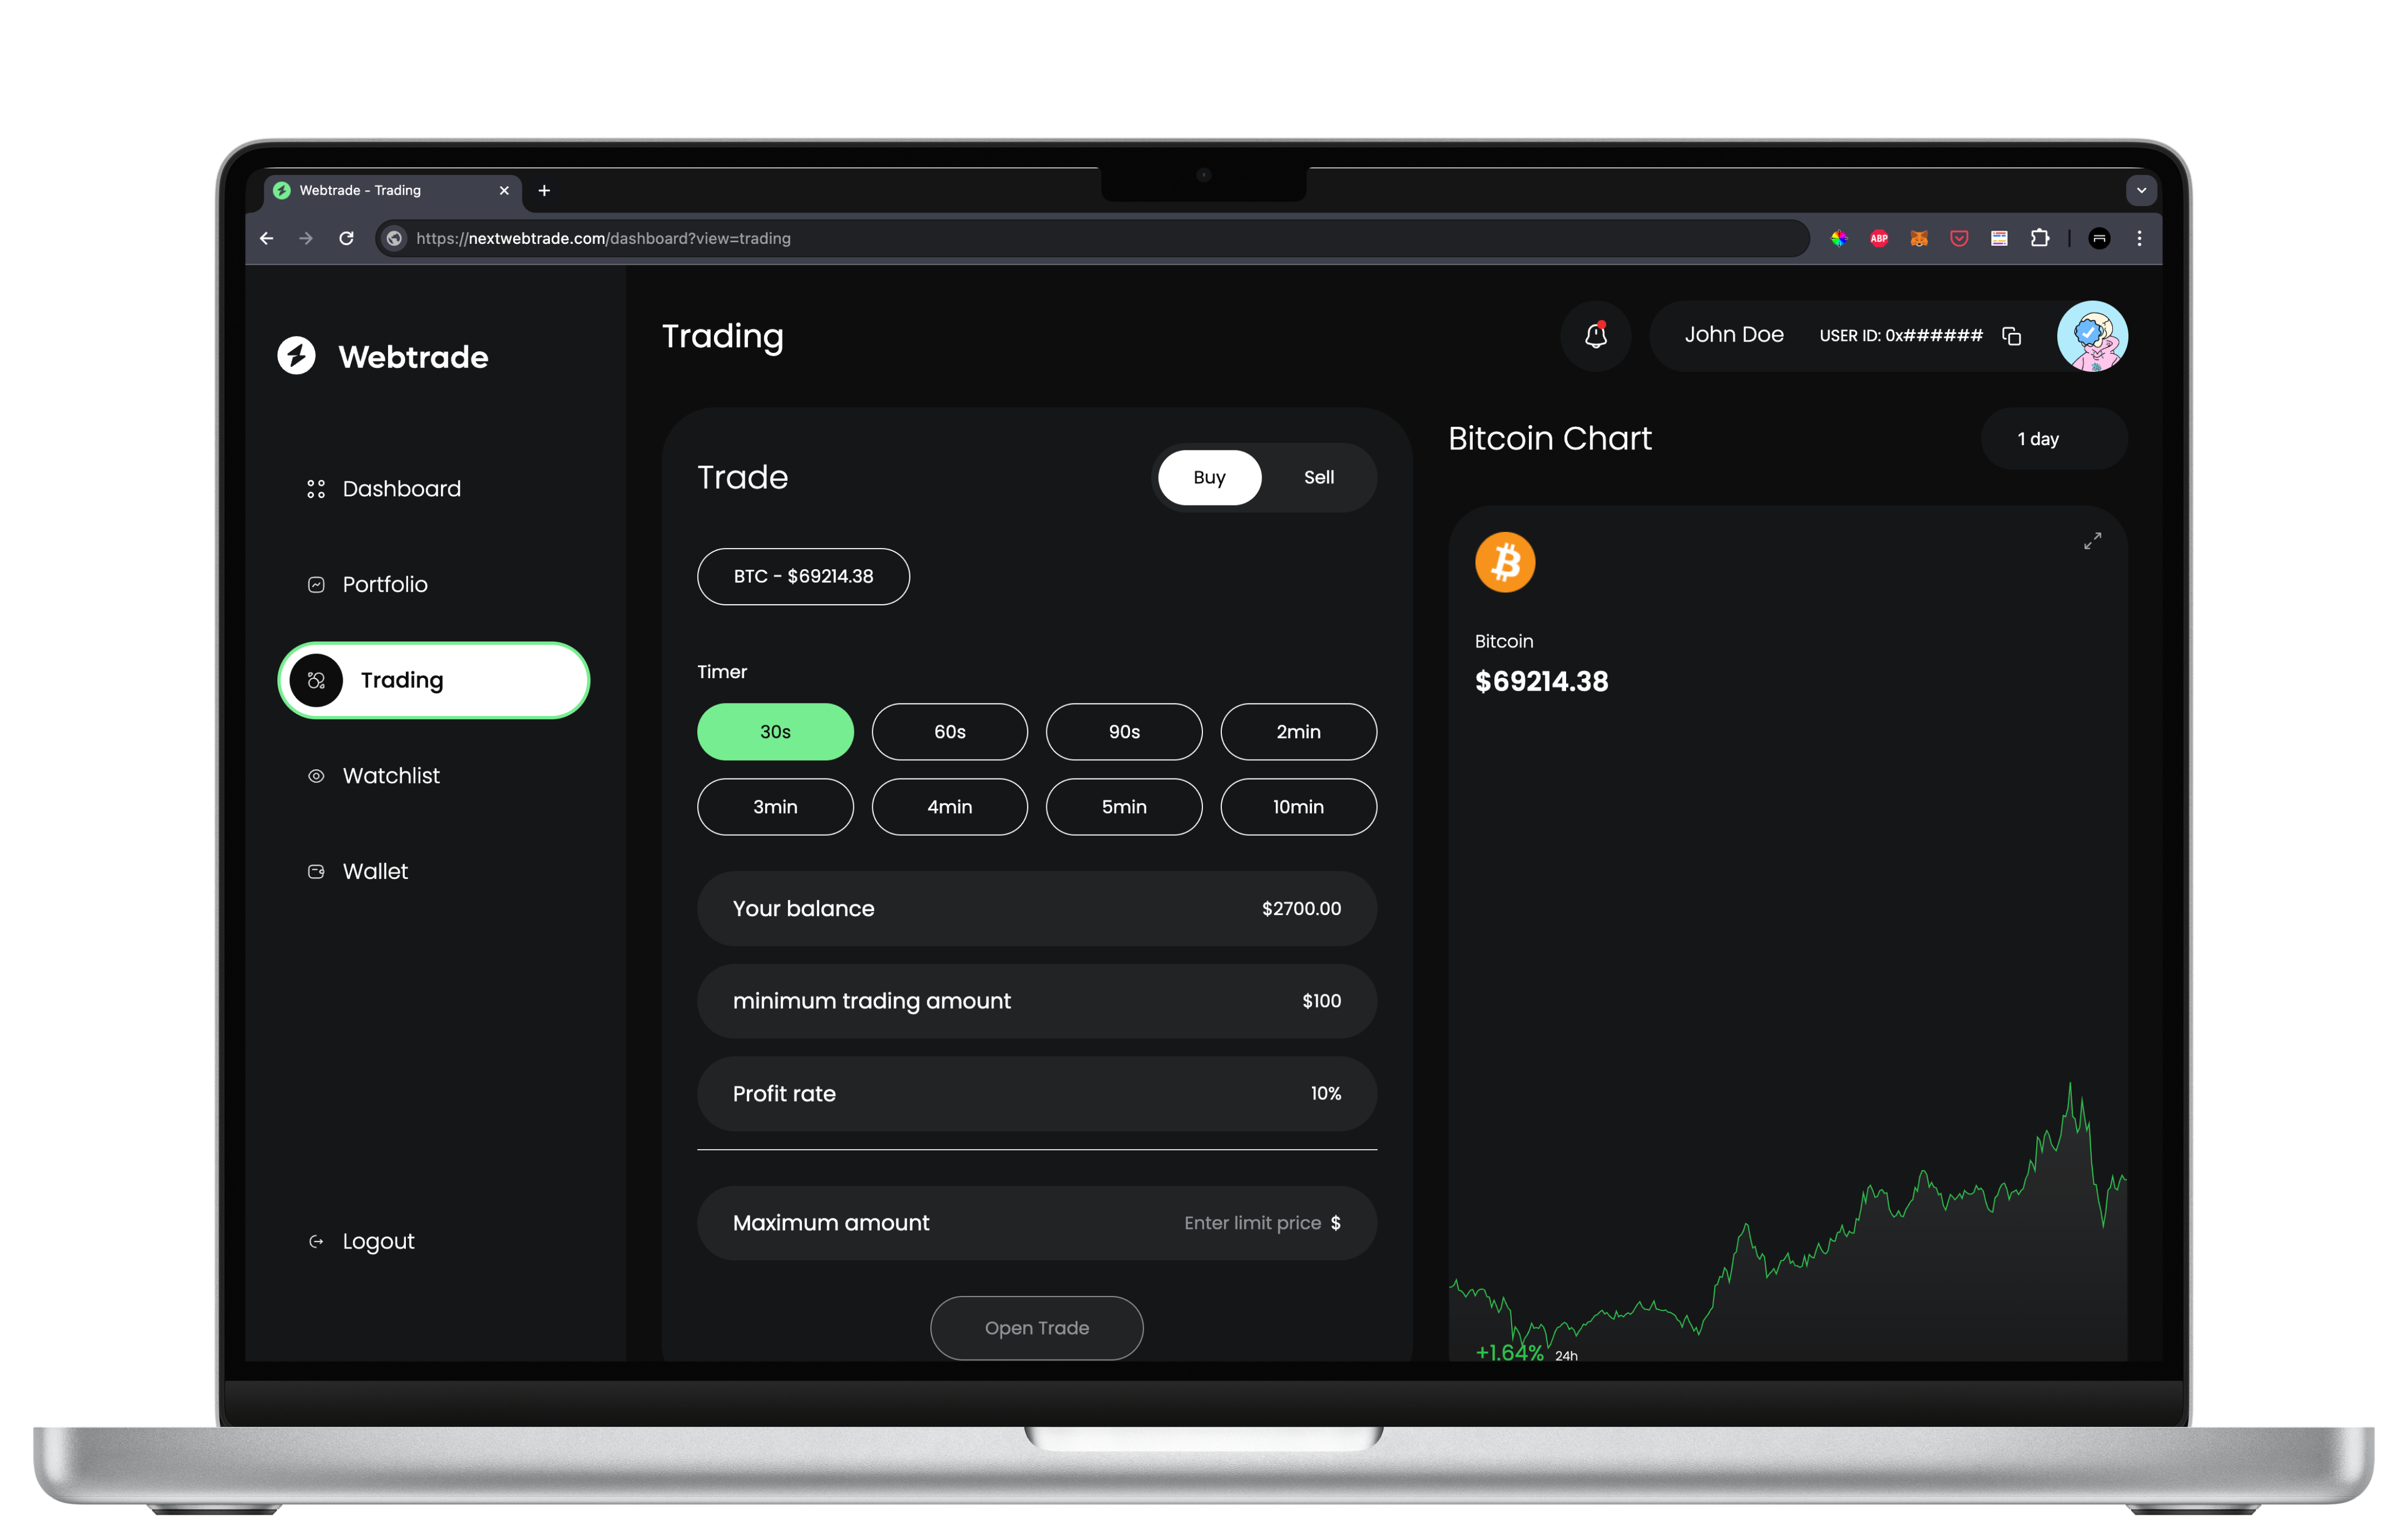 Webtrade - Trading
https://nextwebtrade.com/dashboard?view=trading
ABP
Webtrade
Dashboard
Portfolio
Trading
Watchlist
Wallet
Logout
Trading
John Doe
USER ID: 0x######
Trade
Buy
Sell
BTC - $69214.38
Timer
30s
60s
90s
2min
3min
4min
5min
10min
Your balance
$2700.00
minimum trading amount
$100
Profit rate
10%
Maximum amount
Enter limit price $
Open Trade
Bitcoin Chart
1 day
Bitcoin
$69214.38
+1.64% 24h